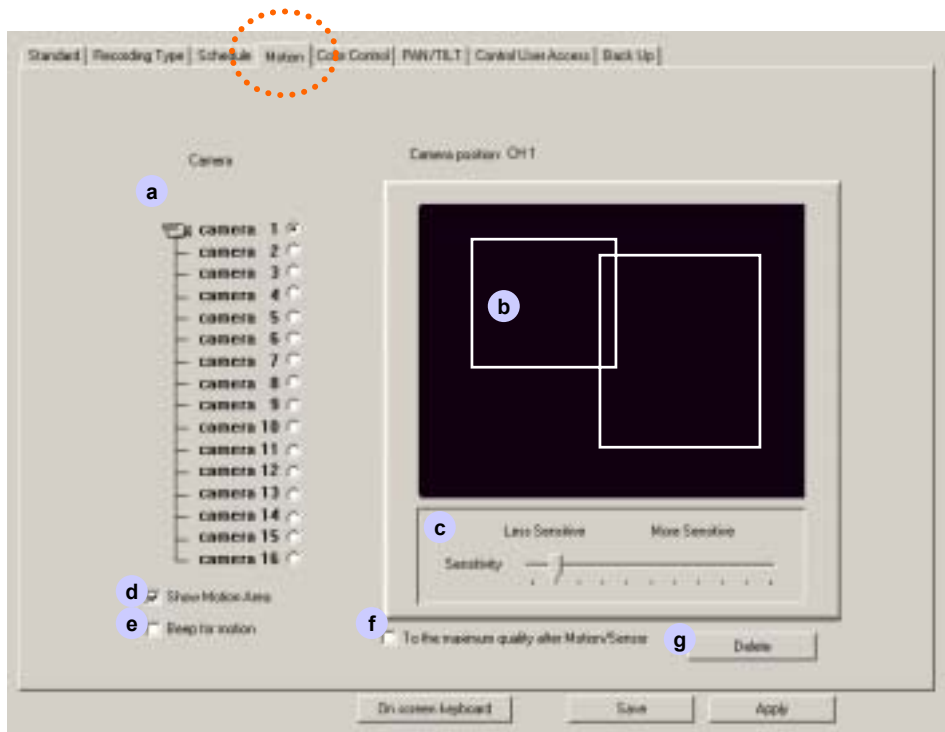 Standard Recording Type Schedule Motion Color Control PAN/TILT Control User Access Back Up
Camera
Camera position: CH 1
a
camera 1
camera 2
camera 3
camera 4
camera 5
camera 6
camera 7
camera 8
camera 9
camera 10
camera 11
camera 12
camera 13
camera 14
camera 15
camera 16
b
c
Less Sensitive More Sensitive
Sensitivity
d Show Motion Area
e Beep for motion
f To the maximum quality after Motion/Sensor
g Delete
On screen keyboard Save Apply